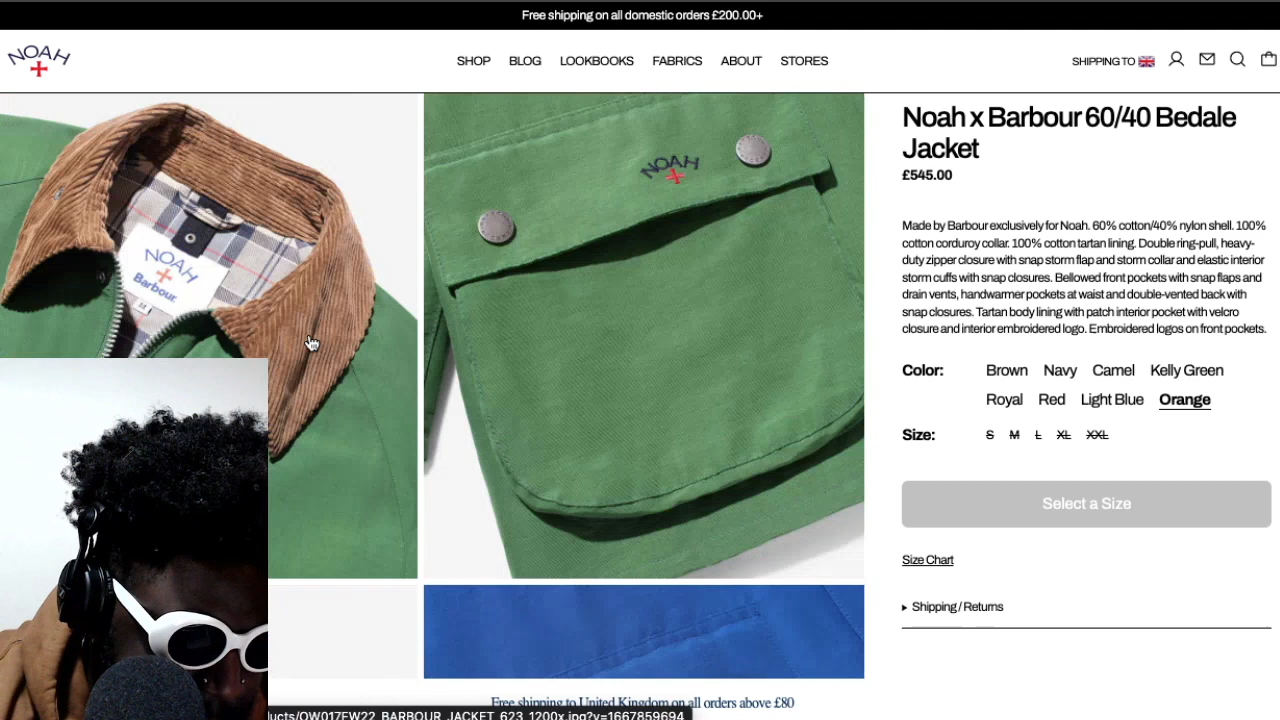 Free shipping on all domestic orders £200.00+
NOAH
SHOP BLOG LOOKBOOKS FABRICS ABOUT STORES
SHIPPING TO
Noah x Barbour 60/40 Bedale
Jacket
£545.00
Made by Barbour exclusively for Noah. 60% cotton/40% nylon shell. 100%
cotton corduroy collar. 100% cotton tartan lining. Double ring-pull, heavy-
duty zipper closure with snap storm flap and storm collar and elastic interior
storm cuffs with snap closures. Bellowed front pockets with snap flaps and
drain vents, handwarmer pockets at waist and double-vented back with
snap closures. Tartan body lining with patch interior pocket with velcro
closure and interior embroidered logo. Embroidered logos on front pockets.
NOAH
Barbour
NOAH
Color: Brown Navy Camel Kelly Green
Royal Red Light Blue Orange
Size: S M L XL XXL
Select a Size
Size Chart
Shipping / Returns
Free shipping to United Kingdom on all orders above £80
ducts/OW017FW22_BARBOUR_JACKET_623_1200x.jpg?v=1667859694